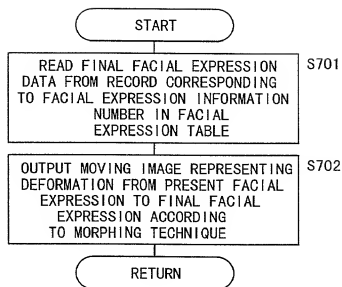 START
READ FINAL FACIAL EXPRESSION
DATA FROM RECORD CORRESPONDING
TO FACIAL EXPRESSION INFORMATION
NUMBER IN FACIAL
EXPRESSION TABLE
S701
OUTPUT MOVING IMAGE REPRESENTING
DEFORMATION FROM PRESENT FACIAL
EXPRESSION TO FINAL FACIAL
EXPRESSION ACCORDING
TO MORPHING TECHNIQUE
S702
RETURN